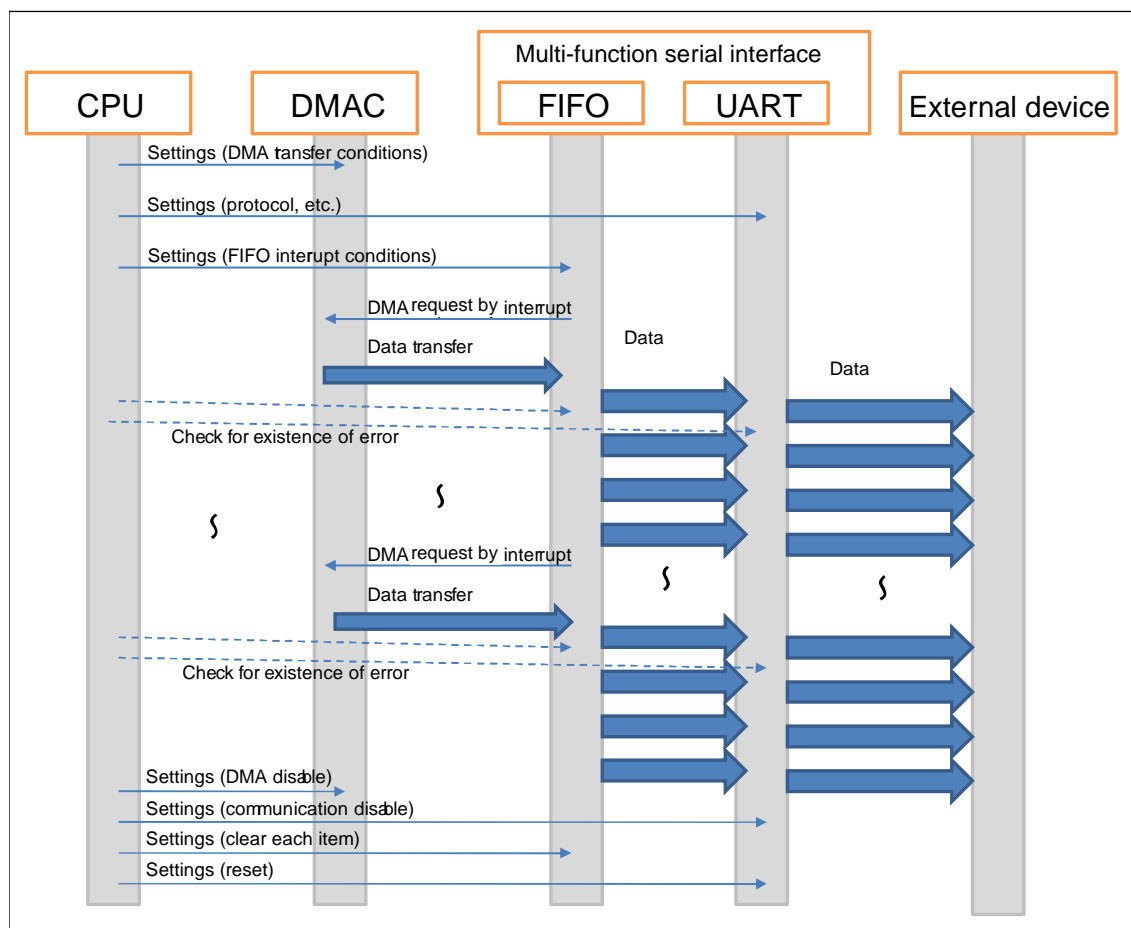 Multi-function serial interface
CPU
DMAC
FIFO
UART
External device
Settings (DMA transfer conditions)
Settings (protocol, etc.)
Settings (FIFO interrupt conditions)
DMA request by interrupt
Data
Data transfer
Data
Check for existence of error
DMA request by interrupt
Data transfer
Check for existence of error
Settings (DMA disable)
Settings (communication disable)
Settings (clear each item)
Settings (reset)